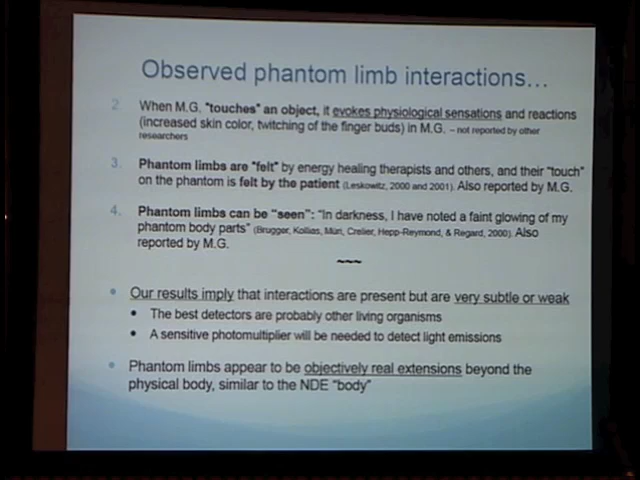 Observed phantom limb interactions…
2. When M.G. "touches" an object, it evokes physiological sensations and reactions
(increased skin color, twitching of the finger buds) in M.G. – not reported by other
researchers
3. Phantom limbs are "felt" by energy healing therapists and others, and their "touch"
on the phantom is felt by the patient (Leskowitz, 2000 and 2001). Also reported by M.G.
4. Phantom limbs can be "seen": "In darkness, I have noted a faint glowing of my
phantom body parts" (Brugger, Kollias, Müri, Crelier, Hepp-Reymond, & Regard, 2000). Also
reported by M.G.
~~~
• Our results imply that interactions are present but are very subtle or weak
• The best detectors are probably other living organisms
• A sensitive photomultiplier will be needed to detect light emissions
• Phantom limbs appear to be objectively real extensions beyond the
physical body, similar to the NDE "body"